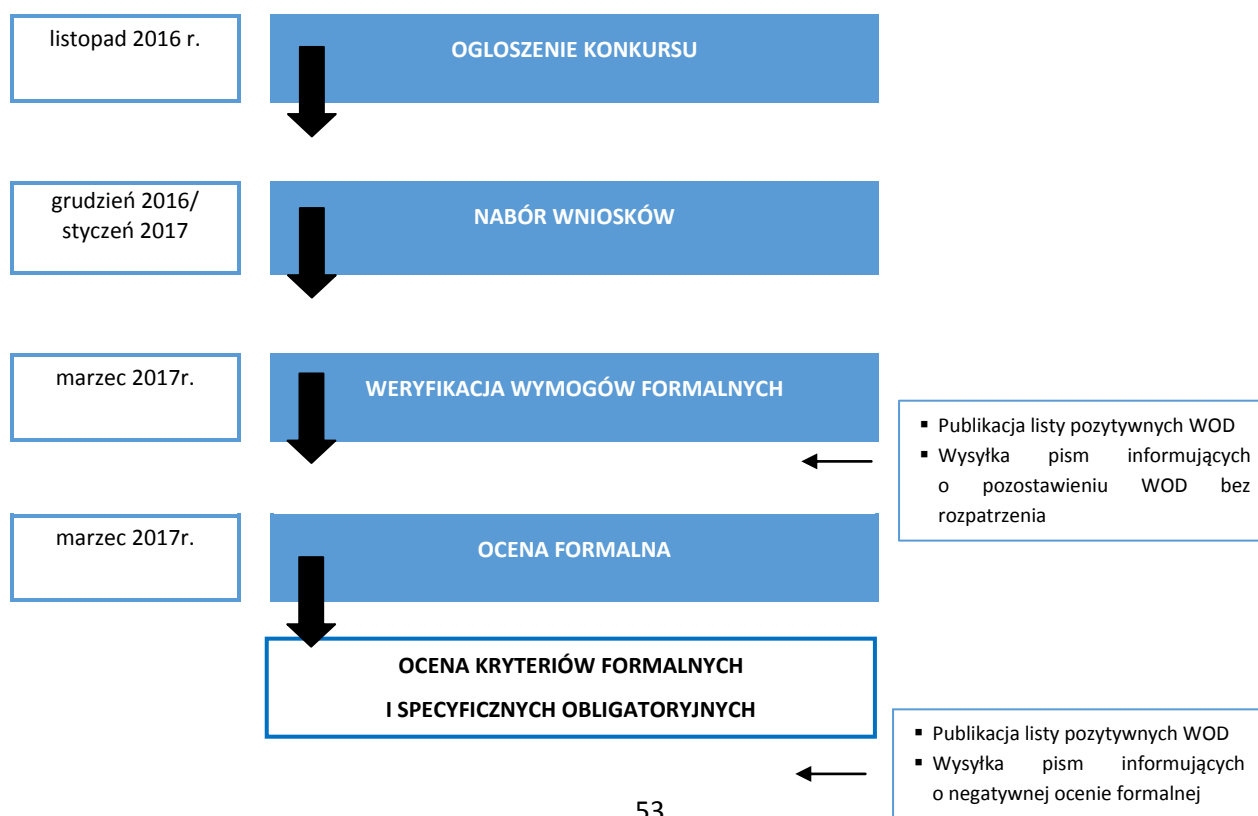 listopad 2016 r.
OGLOSZENIE KONKURSU
grudzień 2016/
styczeń 2017
NABÓR WNIOSKÓW
marzec 2017r.
WERYFIKACJA WYMOGÓW FORMALNYCH
▪ Publikacja listy pozytywnych WOD
▪ Wysyłka pism informujących
o pozostawieniu WOD bez
rozpatrzenia
marzec 2017r.
OCENA FORMALNA
OCENA KRYTERIÓW FORMALNYCH
I SPECYFICZNYCH OBLIGATORYJNYCH
▪ Publikacja listy pozytywnych WOD
▪ Wysyłka pism informujących
o negatywnej ocenie formalnej
53